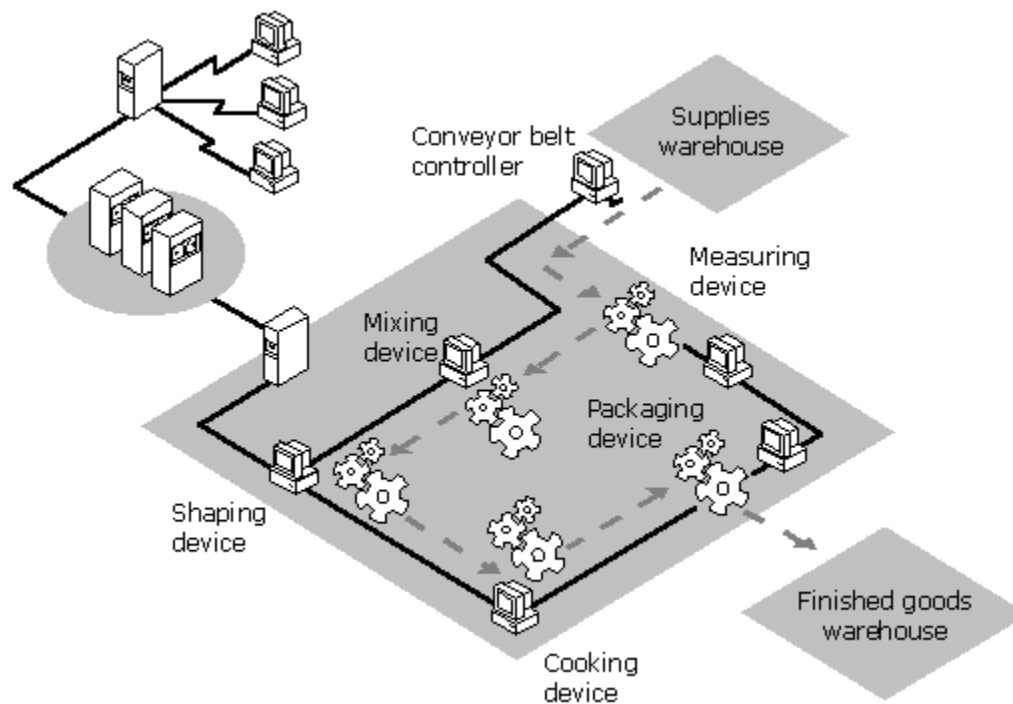 Supplies
warehouse
Conveyor belt
controller
Measuring
device
Mixing
device
Packaging
device
Shaping
device
Finished goods
warehouse
Cooking
device